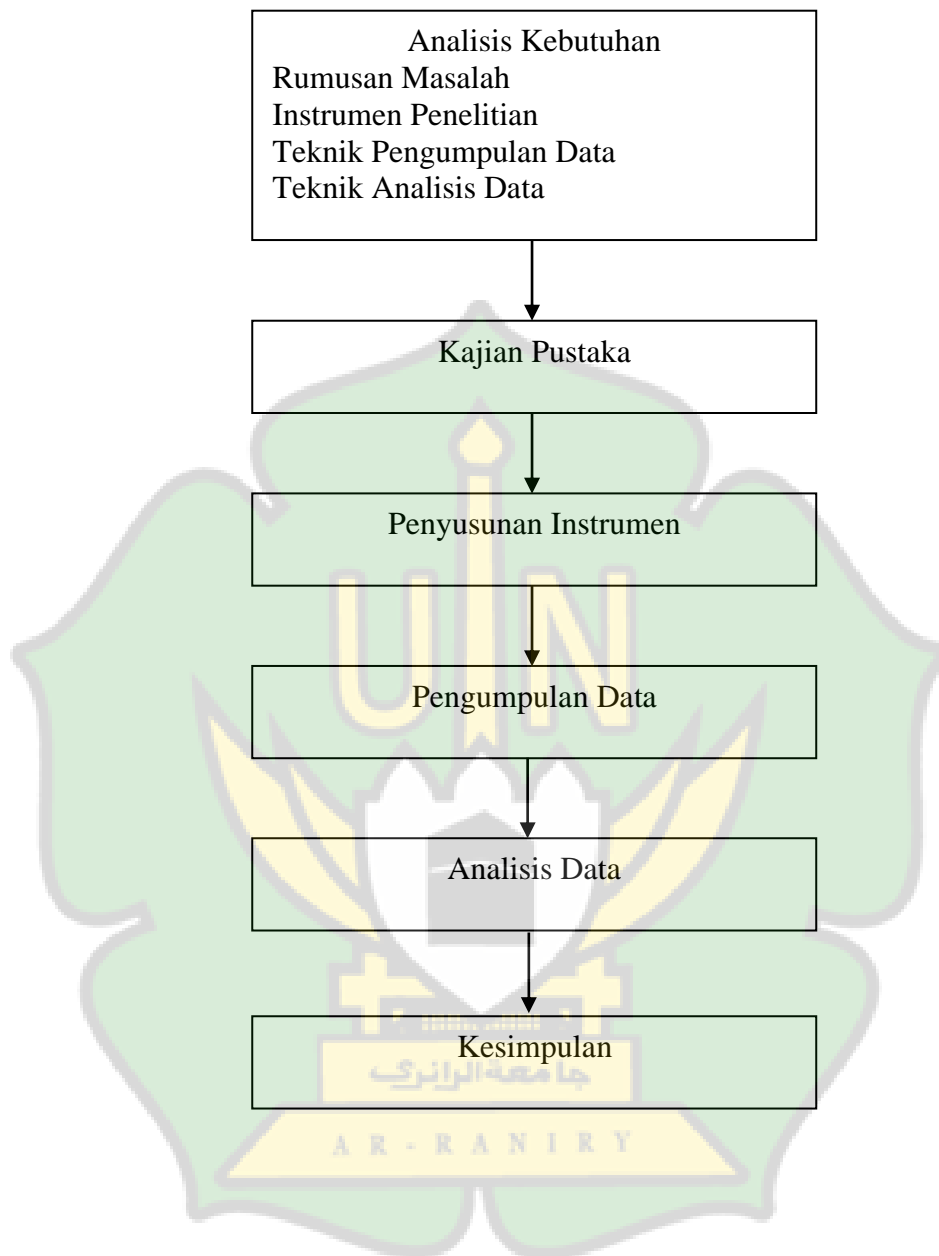 Analisis Kebutuhan
Rumusan Masalah
Instrumen Penelitian
Teknik Pengumpulan Data
Teknik Analisis Data
Kajian Pustaka
Penyusunan Instrumen
UIN
Pengumpulan Data
Analisis Data
Kesimpulan
جامعة الرانري
AR-RANIRY